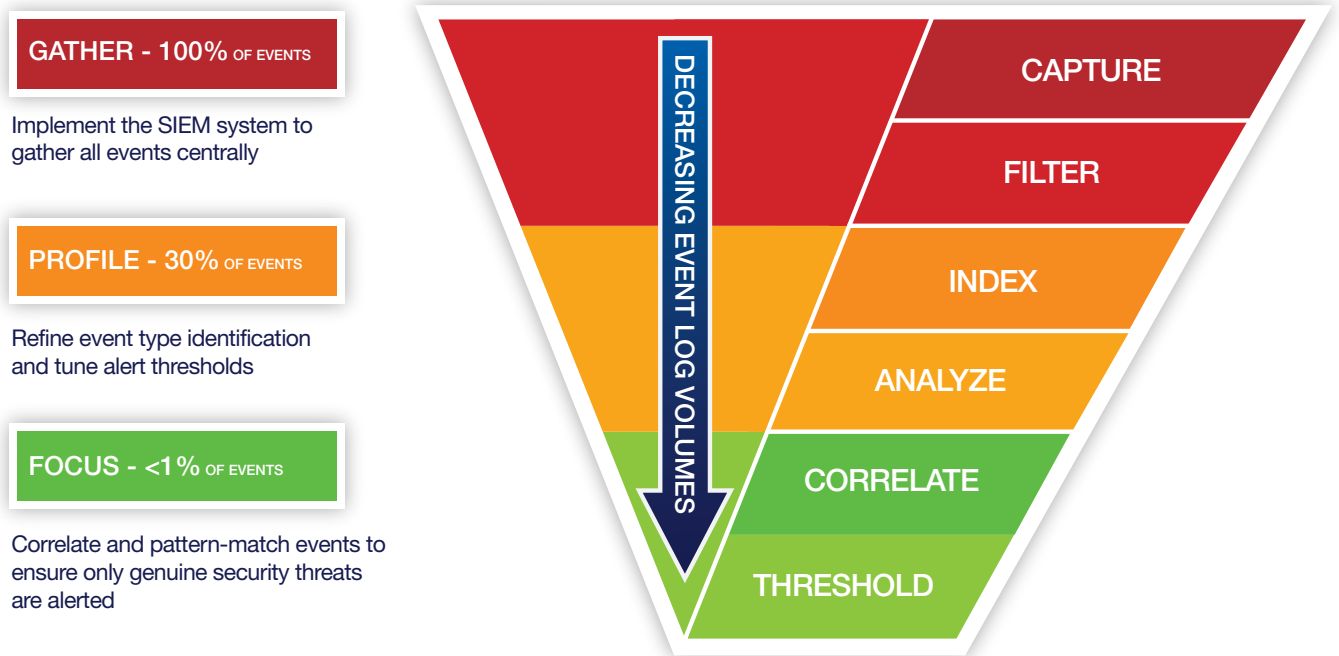 GATHER - 100% OF EVENTS
Implement the SIEM system to
gather all events centrally
PROFILE - 30% OF EVENTS
Refine event type identification
and tune alert thresholds
FOCUS - <1% OF EVENTS
Correlate and pattern-match events to
ensure only genuine security threats
are alerted
DECREASING EVENT LOG VOLUMES
CAPTURE
FILTER
INDEX
ANALYZE
CORRELATE
THRESHOLD